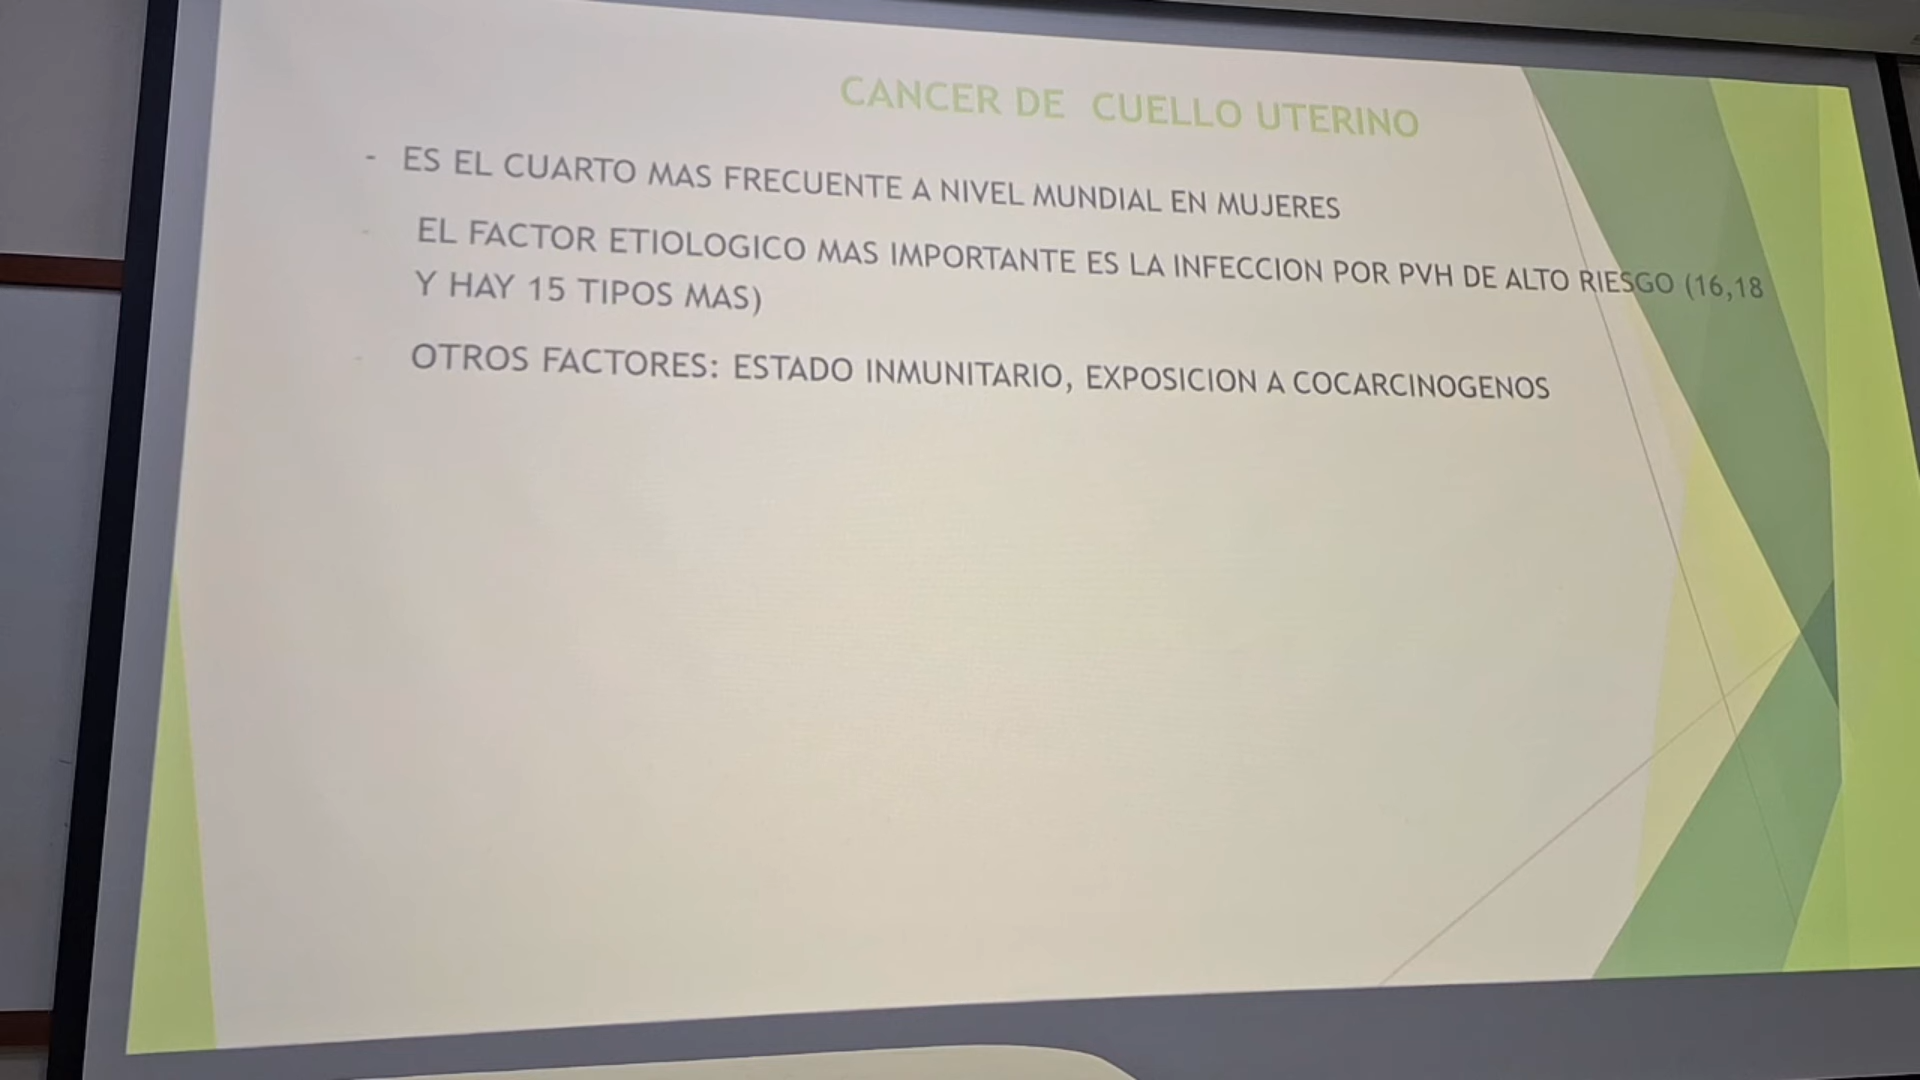 CANCER DE CUELLO UTERINO
- ES EL CUARTO MAS FRECUENTE A NIVEL MUNDIAL EN MUJERES
- EL FACTOR ETIOLOGICO MAS IMPORTANTE ES LA INFECCION POR PVH DE ALTO RIESGO (16,18
Y HAY 15 TIPOS MAS)
- OTROS FACTORES: ESTADO INMUNITARIO, EXPOSICION A COCARCINOGENOS